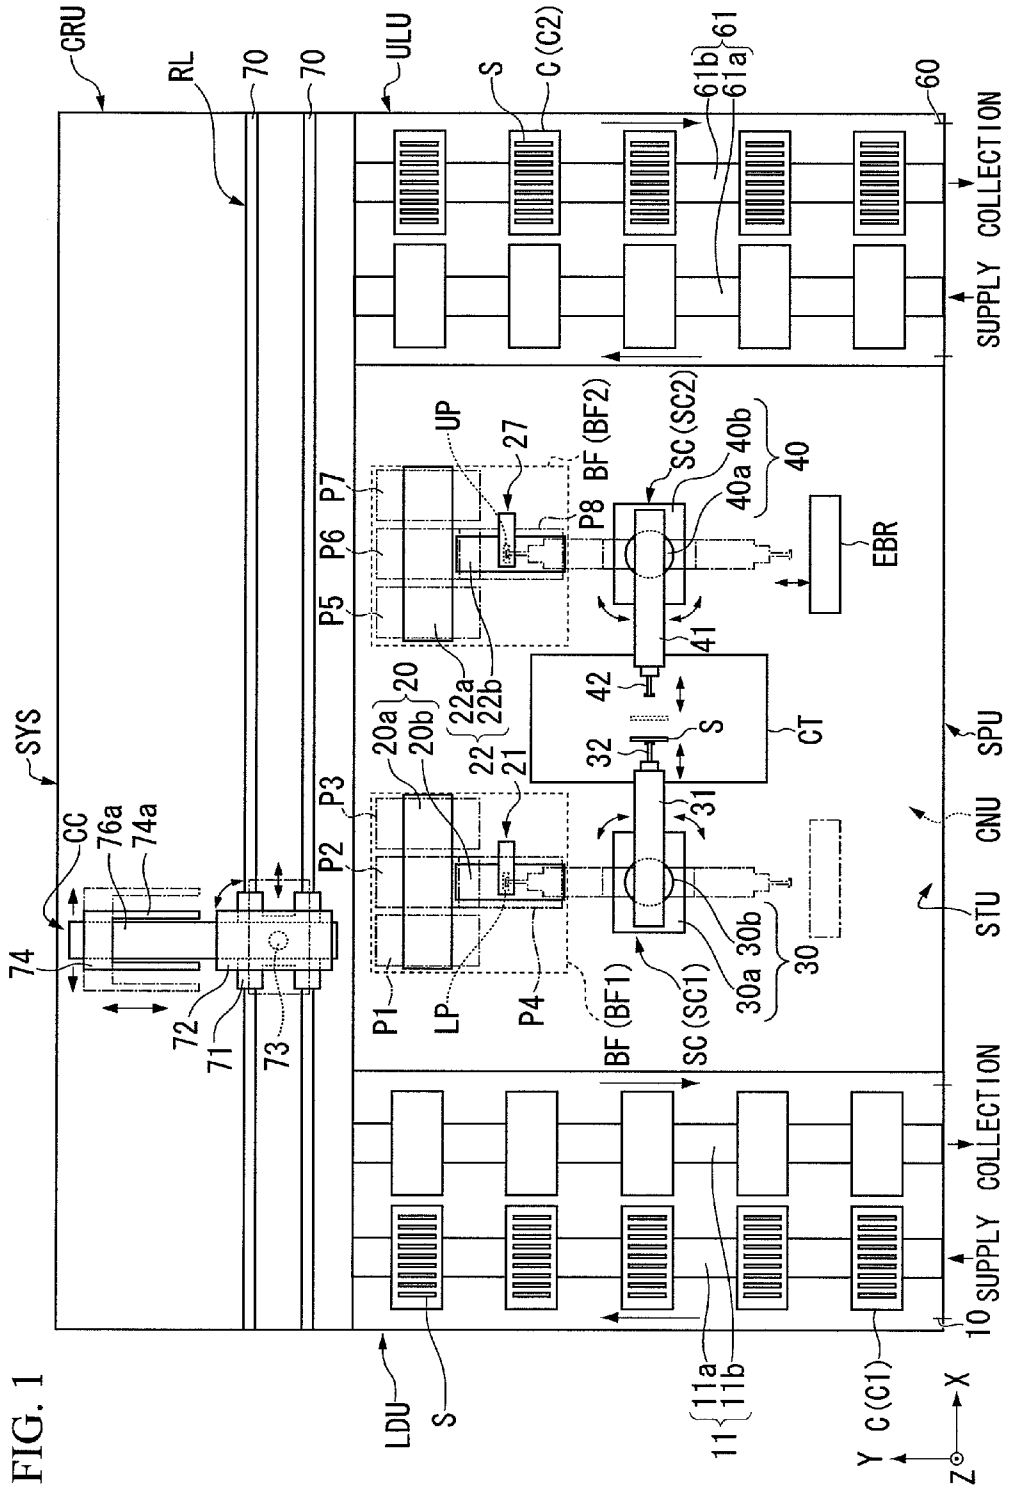 FIG. 1
SYS
CRU
CC
76a
74a
74
72
71
73
RL
70
70
LDU
ULU
S
S
C(C2)
61b
61a
61
60
P1
P2
P3
20a
20b
20
LP
P4
21
22a
22b
22
P5
P6
P7
UP
27
P8
BF(BF1)
BF(BF2)
SC(SC1)
SC(SC2)
30a
30b
30
31
32
S
42
41
40a
40b
40
CT
EBR
11a
11b
11
C(C1)
10
SUPPLY
COLLECTION
STU
CNU
SPU
SUPPLY
COLLECTION
Y
X
Z